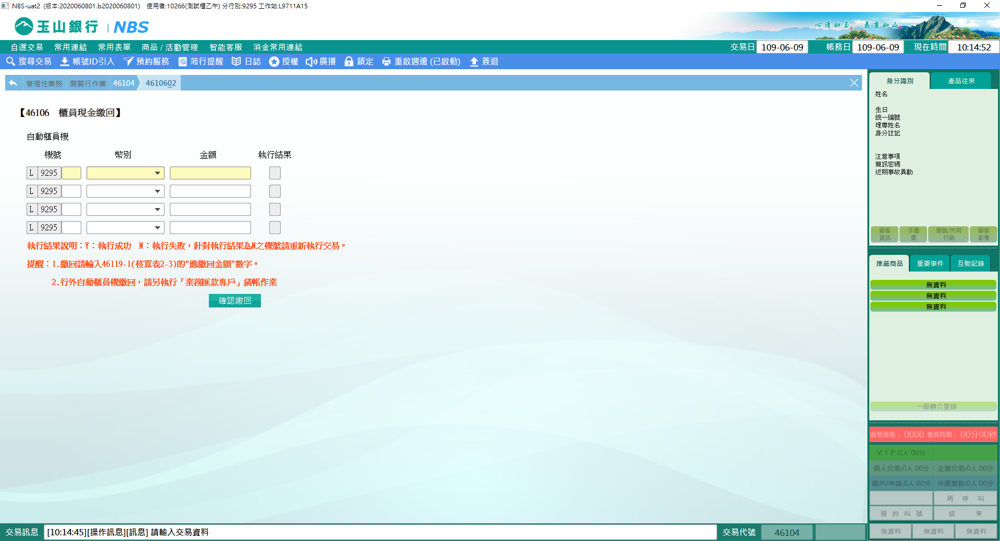 NBS-uat2 (版本:2020060801.b2020060801) 使用者:10266(測試櫃乙午) 分行別:9295 工作站:L9711A15
玉山銀行 | NBS
心清如玉 義重如山
自選交易 常用連結 常用表單 商品 / 活動管理 智能客服 消金常用連結 交易日 109-06-09 帳務日 109-06-09 現在時間 10:14:52
搜尋交易 帳號ID引入 預約服務 蒞行提醒 日誌 授權 廣播 鎖定 重啟週邊 (已啟動) 簽退
管理性業務 開關行作業 46104 4610602
【46106 櫃員現金繳回】
自動櫃員機
機號 幣別 金額 執行結果
L 9295
L 9295
L 9295
L 9295
執行結果說明：Y：執行成功 N：執行失敗，針對執行結果為N之機號請重新執行交易。
提醒：1.繳回請輸入46119-1(核算表2-3)的"應繳回金額"數字。
2.行外自動櫃員機繳回，請另執行「業務匯款專戶」銷帳作業
確認繳回
身分識別 產品往來
姓名
生日
統一編號
理專姓名
身分註記
注意事項
簡訊密碼
近期事故異動
顧客資訊 手續費 通路/共同行銷 顧客影像
推薦商品 重要事件 互動記錄
無資料
無資料
無資料
一般轉介登錄
服務號碼： 0000 等候時間： 00分00秒
ＶＩＰ:0人 00分
個人交易:0人 00分 企業交易:0人 00分
開戶/申請:0人 00分 外匯業務:0人 00分
再 呼 叫
預 約 叫 號 結 束
無資料 無資料 無資料
交易訊息 [10:14:45][操作訊息][訊息] 請輸入交易資料 交易代號 46104